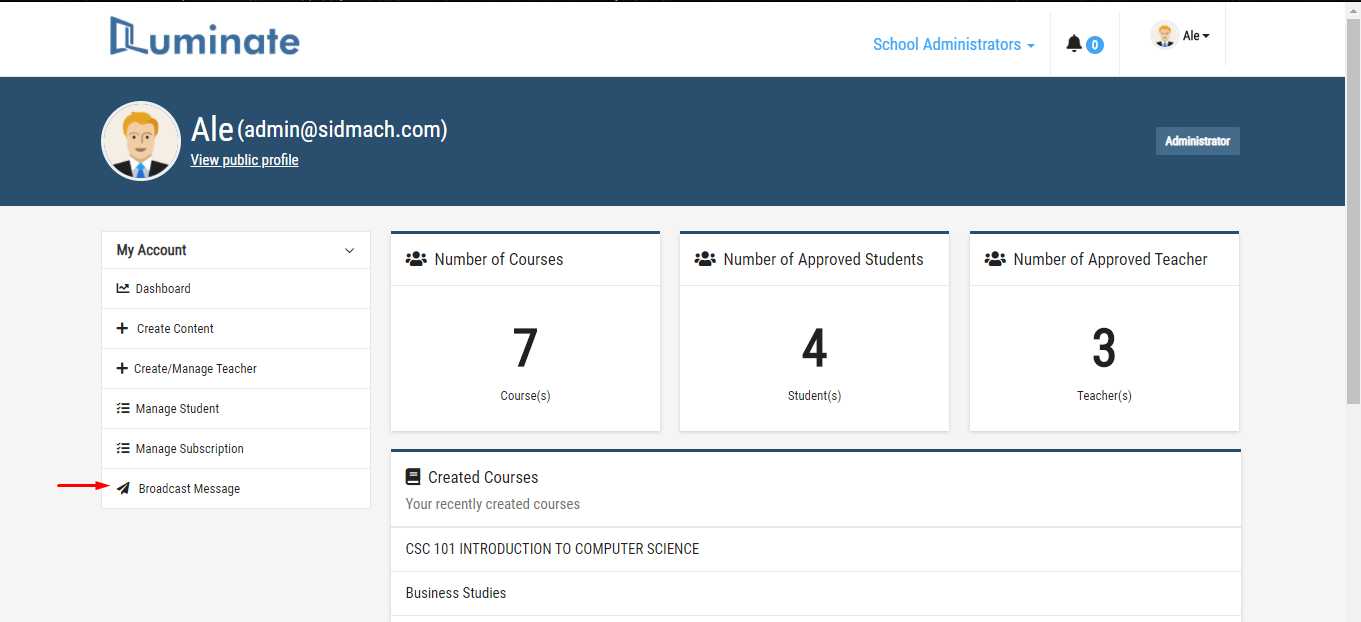 Luminate
School Administrators
0
Ale
Ale (admin@sidmach.com)
View public profile
Administrator
My Account
Dashboard
Create Content
Create/Manage Teacher
Manage Student
Manage Subscription
Broadcast Message
Number of Courses
7
Course(s)
Number of Approved Students
4
Student(s)
Number of Approved Teacher
3
Teacher(s)
Created Courses
Your recently created courses
CSC 101 INTRODUCTION TO COMPUTER SCIENCE
Business Studies